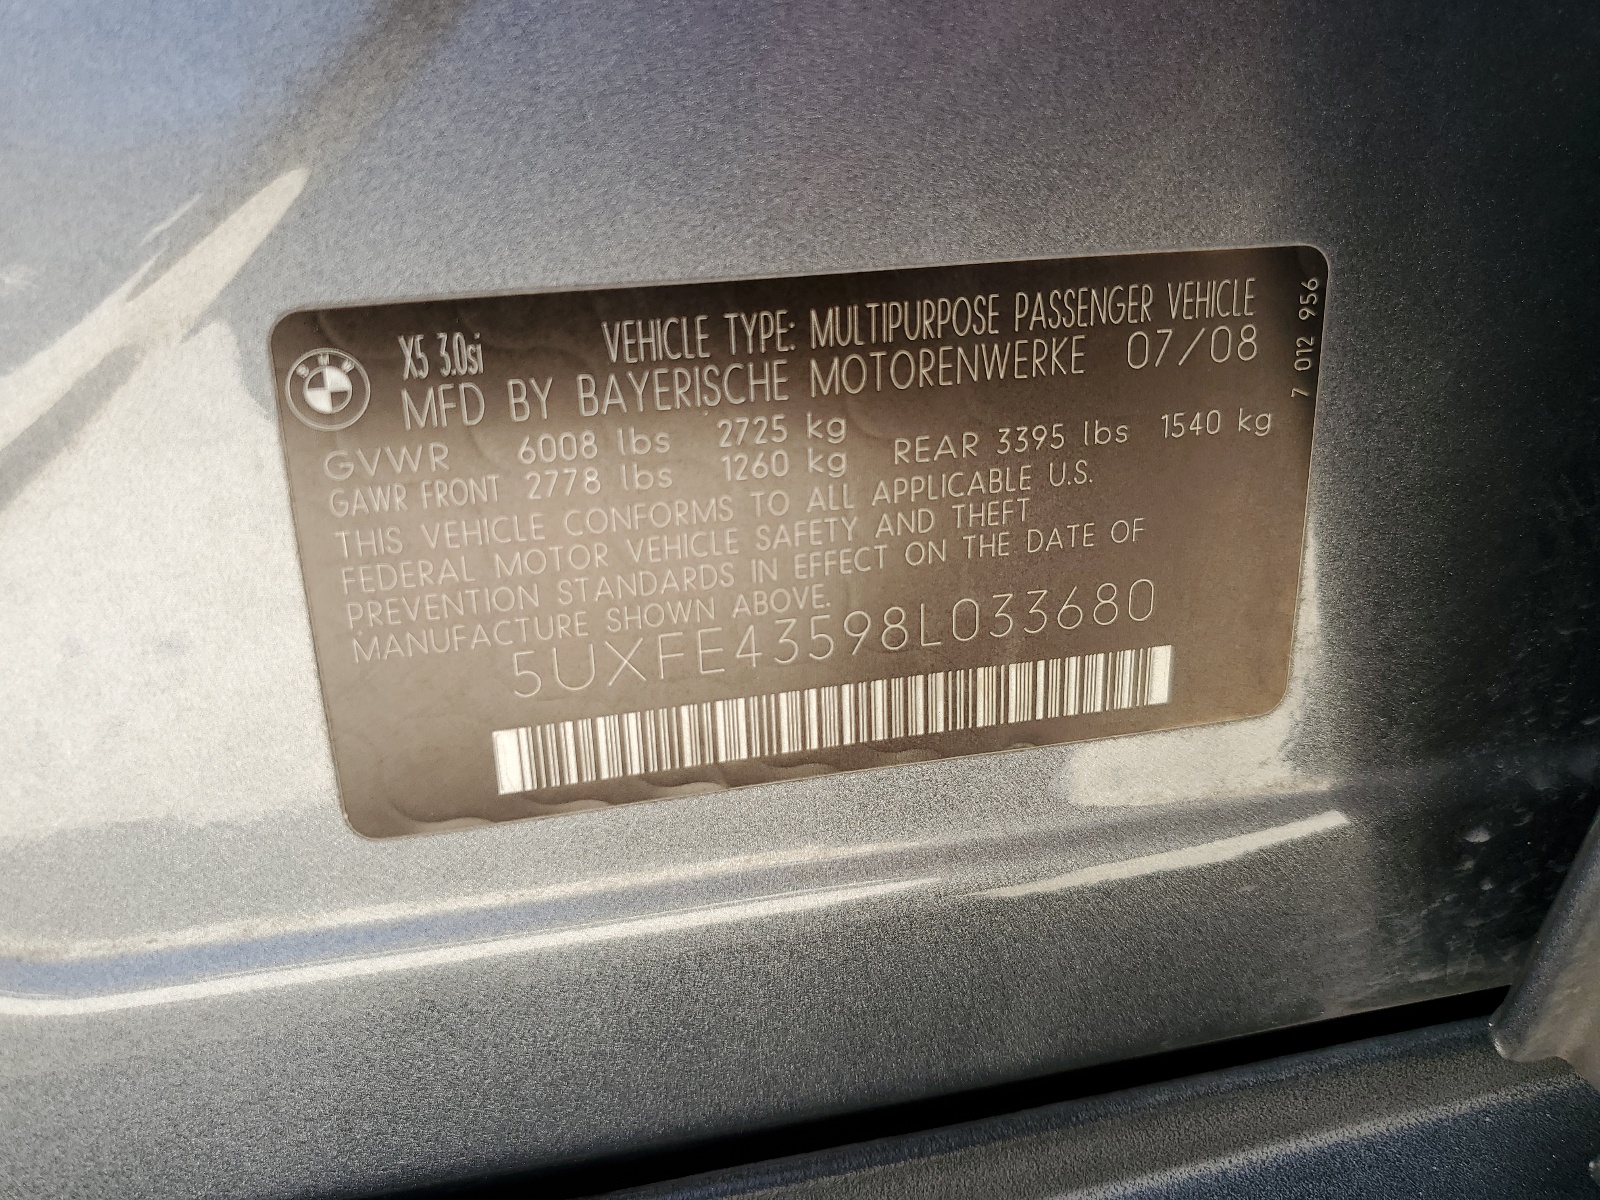 BMW
X5 3.0si
VEHICLE TYPE: MULTIPURPOSE PASSENGER VEHICLE
MFD BY BAYERISCHE MOTORENWERKE 07/08
GVWR 6008 lbs 2725 kg
GAWR FRONT 2778 lbs 1260 kg REAR 3395 lbs 1540 kg
THIS VEHICLE CONFORMS TO ALL APPLICABLE U.S.
FEDERAL MOTOR VEHICLE SAFETY AND THEFT
PREVENTION STANDARDS IN EFFECT ON THE DATE OF
MANUFACTURE SHOWN ABOVE.
5UXFE43598L033680
7 012 956